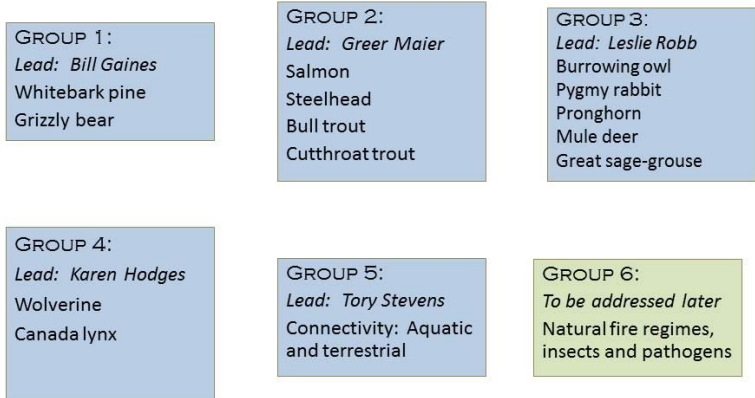 GROUP 1:
Lead: Bill Gaines
Whitebark pine
Grizzly bear
GROUP 2:
Lead: Greer Maier
Salmon
Steelhead
Bull trout
Cutthroat trout
GROUP 3:
Lead: Leslie Robb
Burrowing owl
Pygmy rabbit
Pronghorn
Mule deer
Great sage-grouse
GROUP 4:
Lead: Karen Hodges
Wolverine
Canada lynx
GROUP 5:
Lead: Tory Stevens
Connectivity: Aquatic
and terrestrial
GROUP 6:
To be addressed later
Natural fire regimes,
insects and pathogens